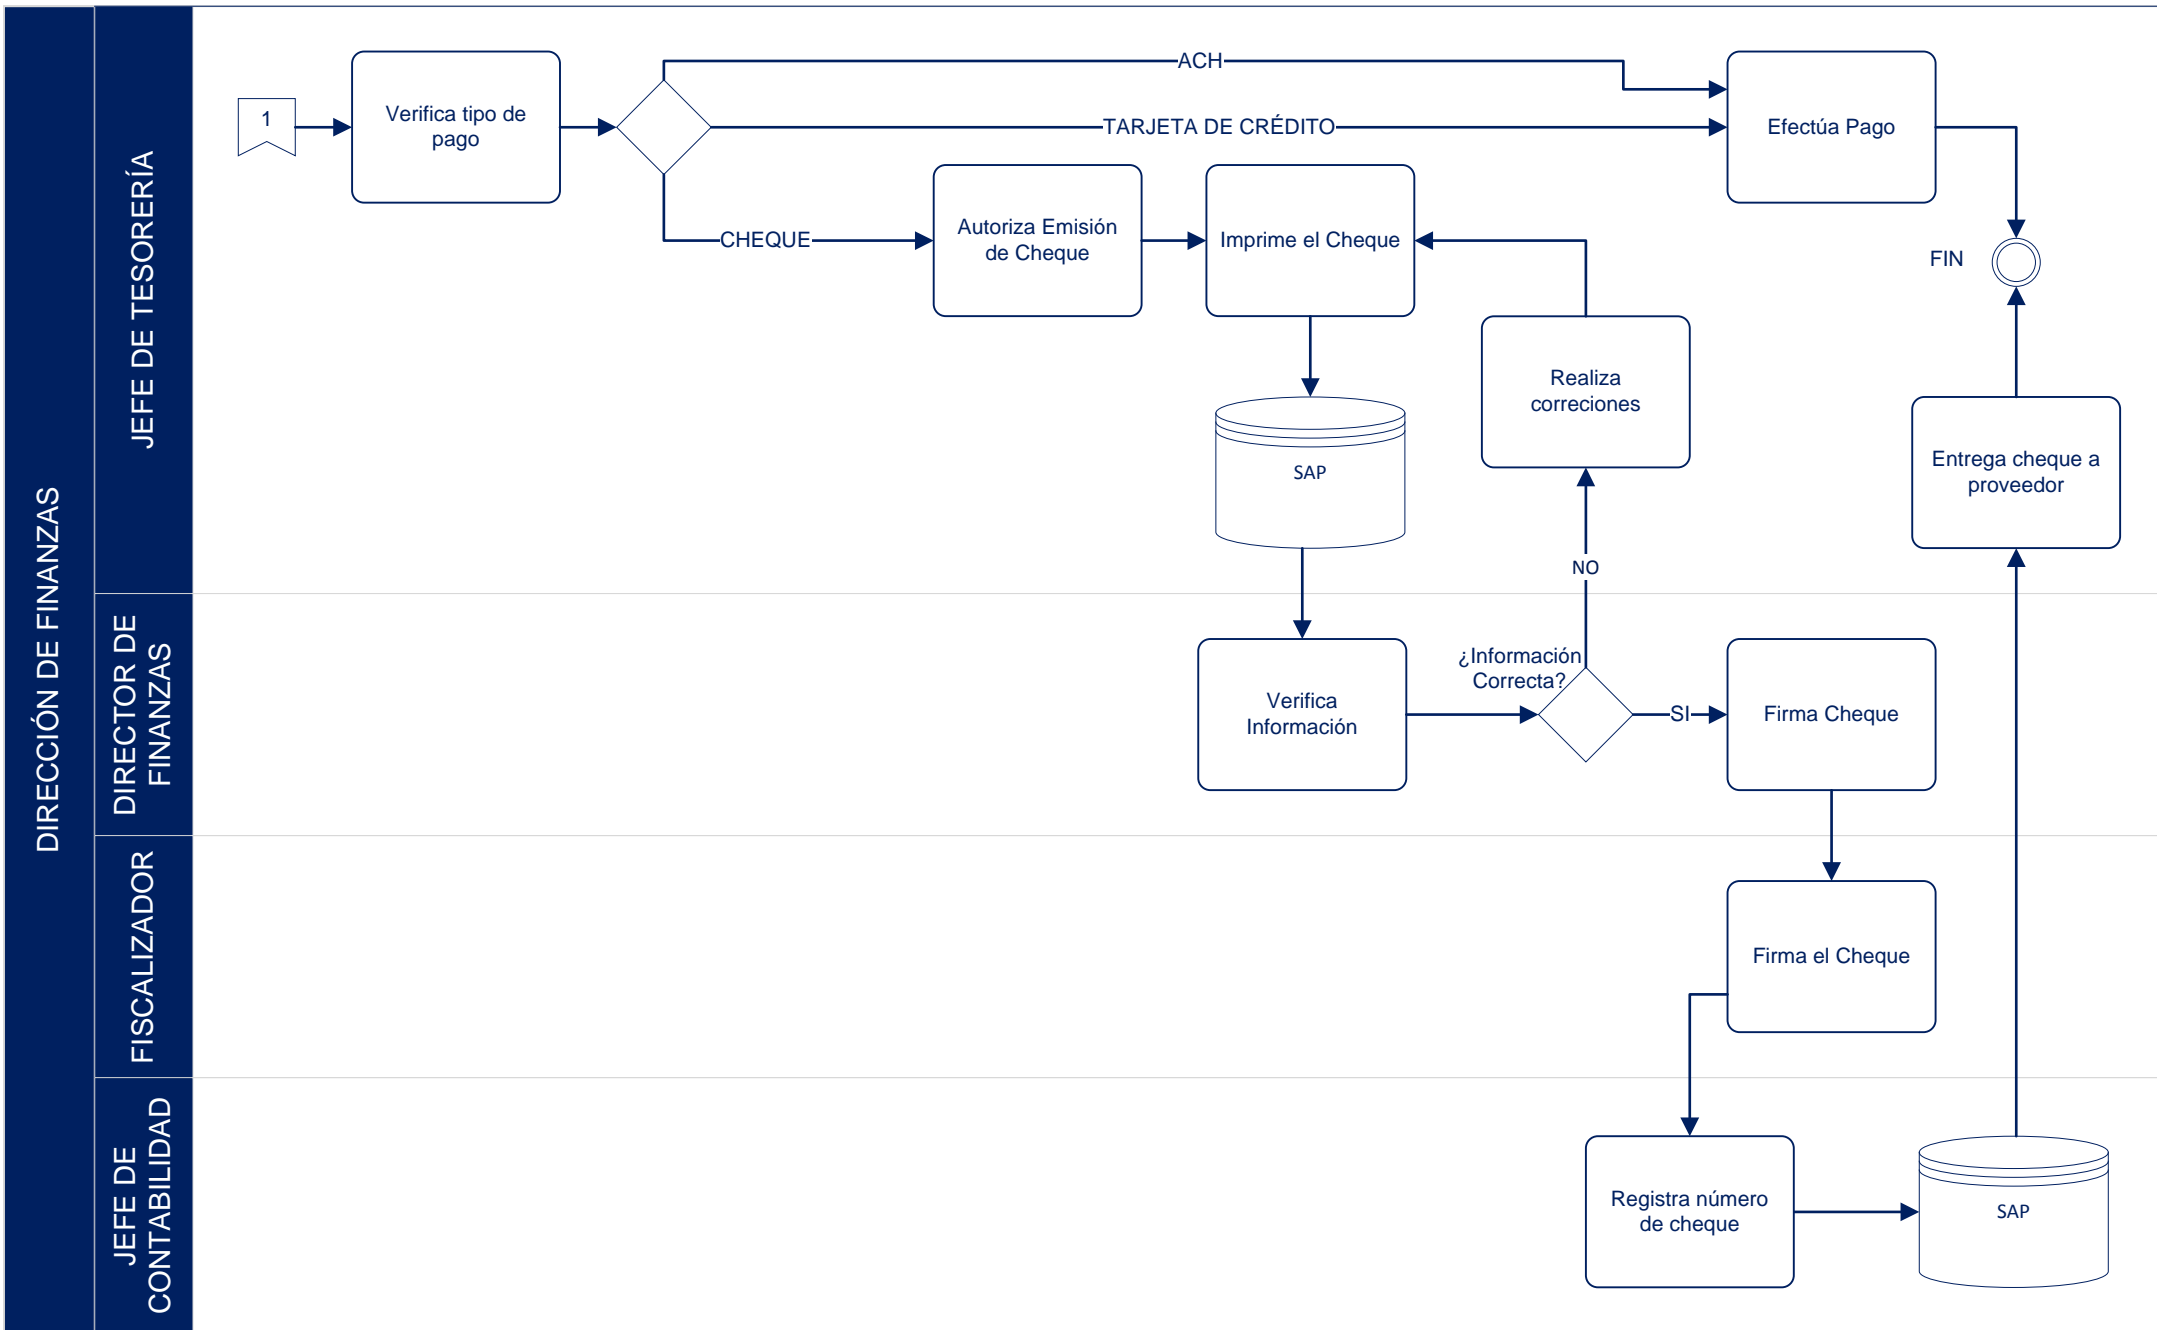 DIRECCIÓN DE FINANZAS
JEFE DE TESORERÍA
1
Verifica tipo de
pago
ACH
TARJETA DE CRÉDITO
CHEQUE
Autoriza Emisión
de Cheque
Imprime el Cheque
Efectúa Pago
FIN
SAP
Realiza
correciones
Entrega cheque a
proveedor
NO
DIRECTOR DE
FINANZAS
Verifica
Información
¿Información
Correcta?
SI
Firma Cheque
FISCALIZADOR
Firma el Cheque
JEFE DE
CONTABILIDAD
Registra número
de cheque
SAP